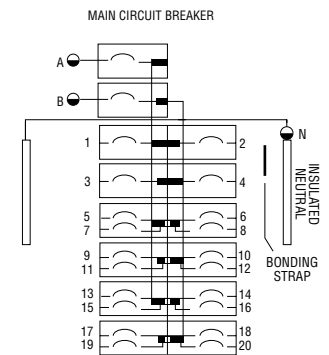 MAIN CIRCUIT BREAKER
A
B
N
1 2
3 4
5 6
7 8
9 10
11 12
13 14
15 16
17 18
19 20
INSULATED
NEUTRAL
BONDING
STRAP